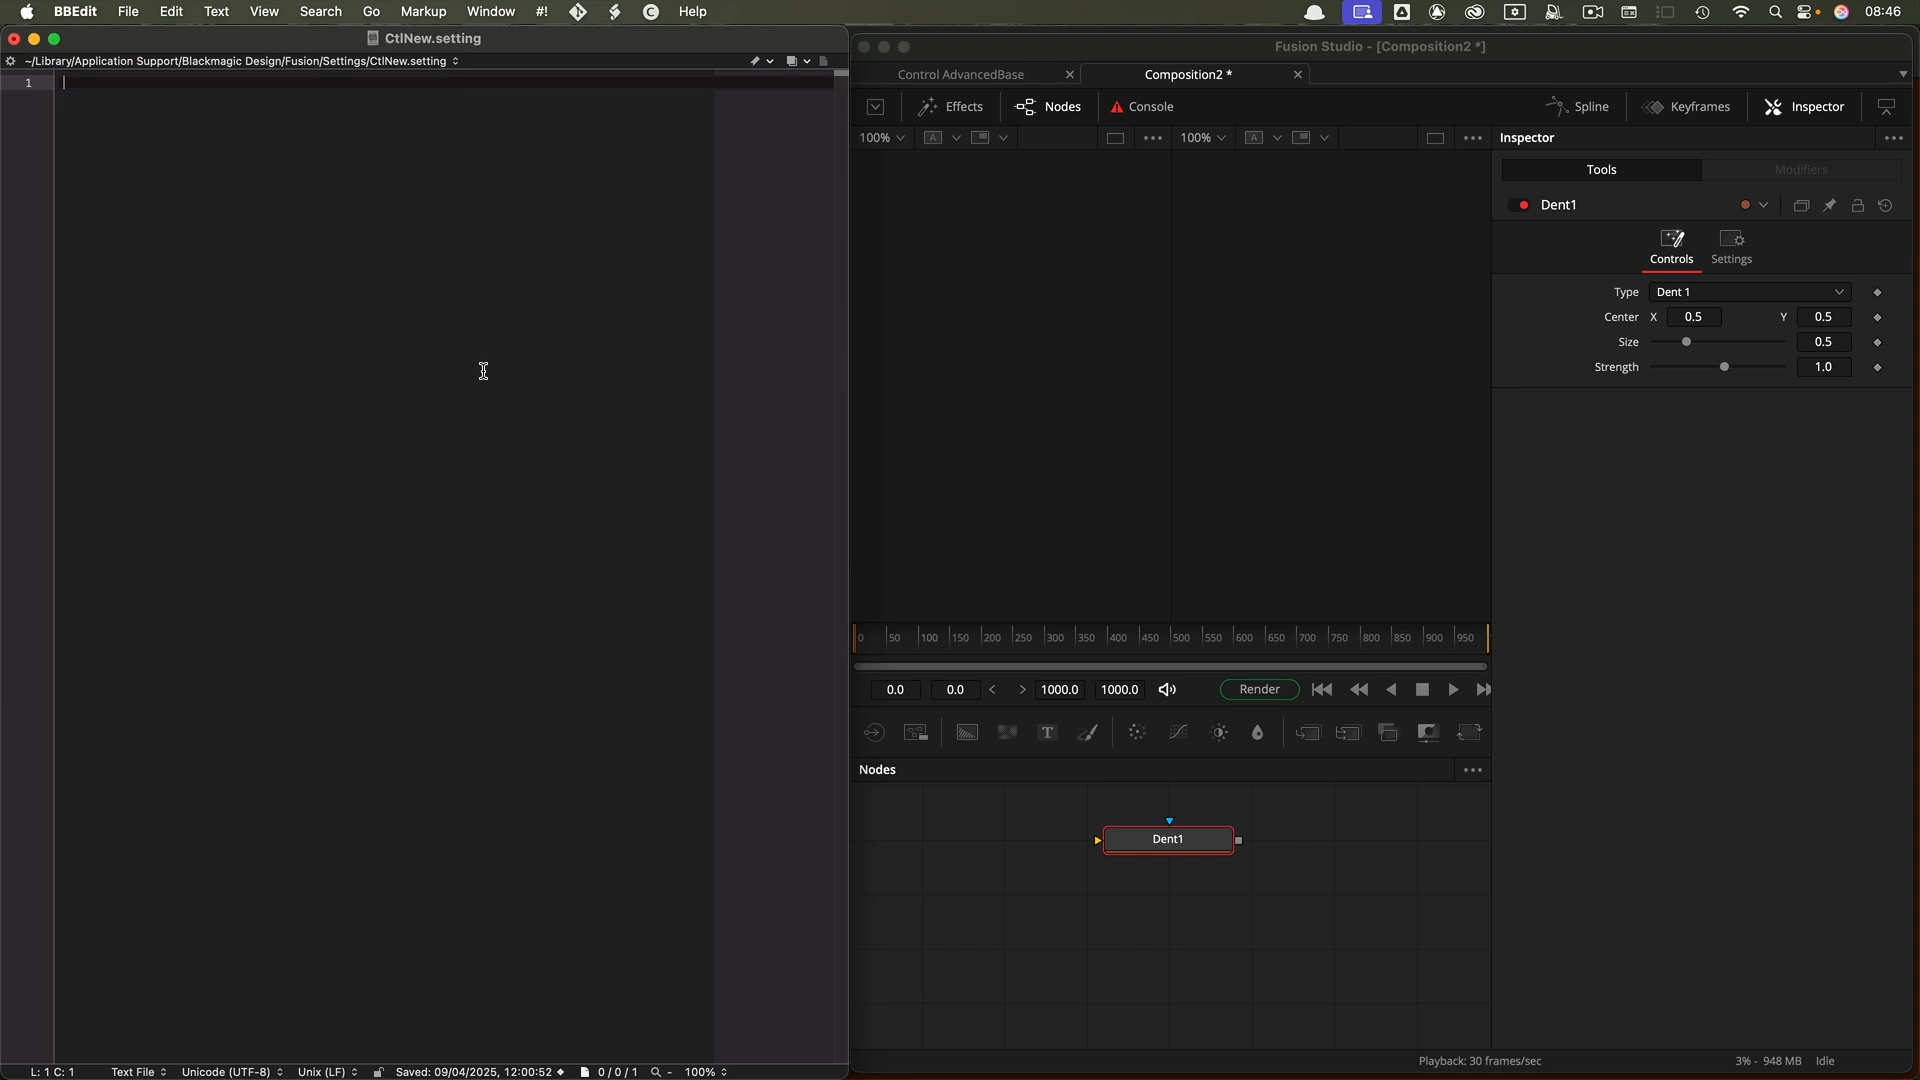 BBEdit File Edit Text View Search Go Markup Window #! Help 08:46
CtlNew.setting
~/Library/Application Support/Blackmagic Design/Fusion/Settings/CtlNew.setting
1
L: 1 C: 1 Text File Unicode (UTF-8) Unix (LF) Saved: 09/04/2025, 12:00:52 0 / 0 / 1 - 100%
Fusion Studio - [Composition2 *]
Control AdvancedBase Composition2 *
Effects Nodes Console Spline Keyframes Inspector
100% A 100% A Inspector
Tools Modifiers
Dent1
Controls Settings
Type Dent 1
Center X 0.5 Y 0.5
Size 0.5
Strength 1.0
0 50 100 150 200 250 300 350 400 450 500 550 600 650 700 750 800 850 900 950
0.0 0.0 < > 1000.0 1000.0 Render
T
Nodes
Dent1
Playback: 30 frames/sec 3% - 948 MB Idle